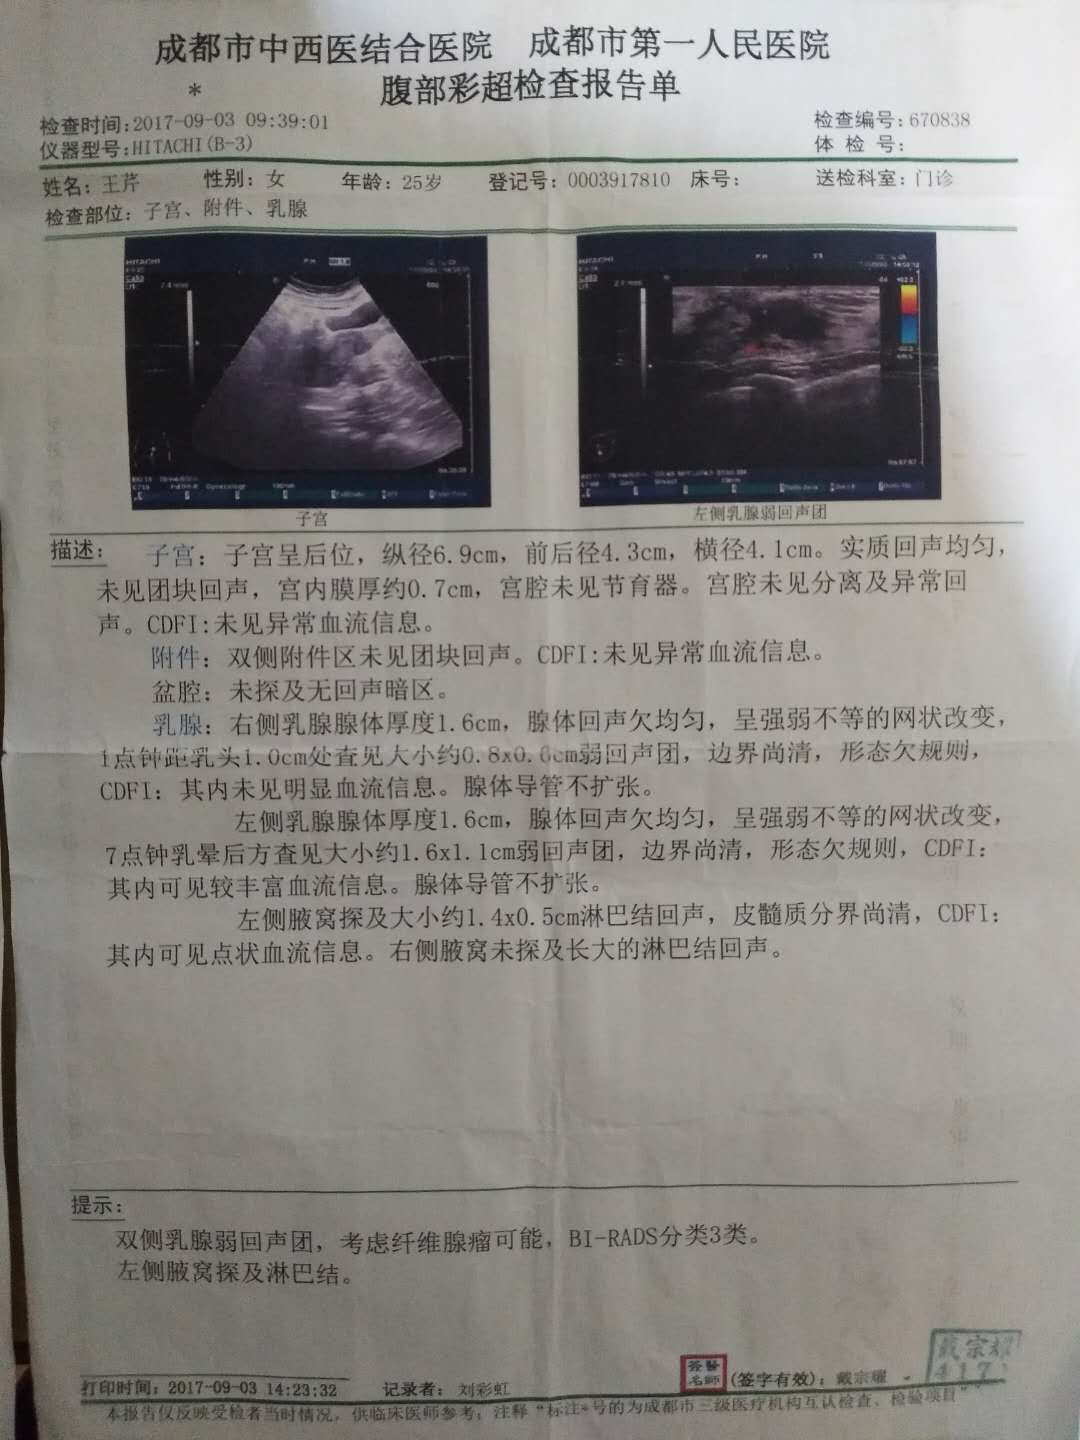 成都市中西医结合医院 成都市第一人民医院
*
腹部彩超检查报告单
检查时间:2017-09-03 09:39:01 检查编号:670838
仪器型号:HITACHI(B-3) 体 检 号:
姓名: 王芹 性别: 女 年龄: 25岁 登记号: 0003917810 床号: 送检科室: 门诊
检查部位: 子宫、附件、乳腺
HITACHI
HITACHI
子宫 左侧乳腺弱回声团
描述: 子宫: 子宫呈后位, 纵径6.9cm, 前后径4.3cm, 横径4.1cm。实质回声均匀,
未见团块回声, 宫内膜厚约0.7cm, 宫腔未见节育器。宫腔未见分离及异常回
声。CDFI:未见异常血流信息。
附件: 双侧附件区未见团块回声。CDFI:未见异常血流信息。
盆腔: 未探及无回声暗区。
乳腺: 右侧乳腺腺体厚度1.6cm, 腺体回声欠均匀, 呈强弱不等的网状改变,
1点钟距乳头1.0cm处查见大小约0.8x0.6cm弱回声团, 边界尚清, 形态欠规则,
CDFI: 其内未见明显血流信息。腺体导管不扩张。
左侧乳腺腺体厚度1.6cm, 腺体回声欠均匀, 呈强弱不等的网状改变,
7点钟乳晕后方查见大小约1.6x1.1cm弱回声团, 边界尚清, 形态欠规则, CDFI:
其内可见较丰富血流信息。腺体导管不扩张。
左侧腋窝探及大小约1.4x0.5cm淋巴结回声, 皮髓质分界尚清, CDFI:
其内可见点状血流信息。右侧腋窝未探及长大的淋巴结回声。
提示:
双侧乳腺弱回声团, 考虑纤维腺瘤可能, BI-RADS分类3类。
左侧腋窝探及淋巴结。
打印时间: 2017-09-03 14:23:32 记录者: 刘彩虹 签醫名師 (签字有效): 戴宗耀
戴宗耀
417
本报告仅反映受检者当时情况, 供临床医师参考; 注释 "标注*号的为成都市三级医疗机构互认检查、检验项目"